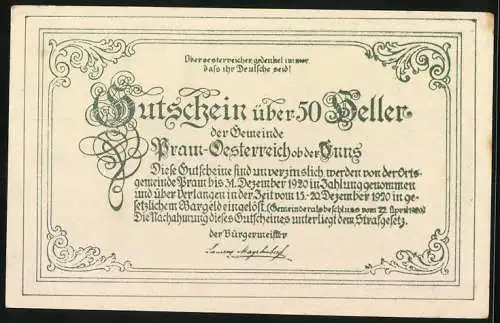 Oberoesterreicher gedenket immer
dass ihr Deutsche seid!
Gutschein über 50 Heller
der Gemeinde
Pram-Oesterreich ob der Enns
Diese Gutscheine sind unverzinslich, werden von der Orts-
gemeinde Pram bis 31. Dezember 1920 in Zahlung genommen
und über Verlangen in der Zeit vom 15.-20. Dezember 1920 in ge-
setzlichem Bargeld eingelöst. (Gemeinderatsbeschluss vom 22. April 1920)
Die Nachahmung dieses Gutscheines unterliegt dem Strafgesetz.
der Bürgermeister